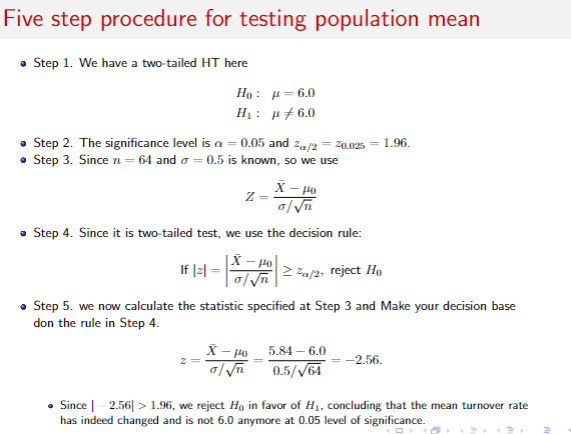 Five step procedure for testing population mean
• Step 1. We have a two-tailed HT here
H₀ : μ = 6.0
H₁ : μ ≠ 6.0
• Step 2. The significance level is α = 0.05 and z_{α/2} = z_{0.025} = 1.96.
• Step 3. Since n = 64 and σ = 0.5 is known, so we use
Z = (X̄ − μ₀) / (σ/√n)
• Step 4. Since it is two-tailed test, we use the decision rule:
If |z| = |(X̄ − μ₀) / (σ/√n)| ≥ z_{α/2}, reject H₀
• Step 5. we now calculate the statistic specified at Step 3 and Make your decision base
don the rule in Step 4.
z = (X̄ − μ₀) / (σ/√n) = (5.84 − 6.0) / (0.5/√64) = −2.56.
• Since | − 2.56| > 1.96, we reject H₀ in favor of H₁, concluding that the mean turnover rate
has indeed changed and is not 6.0 anymore at 0.05 level of significance.